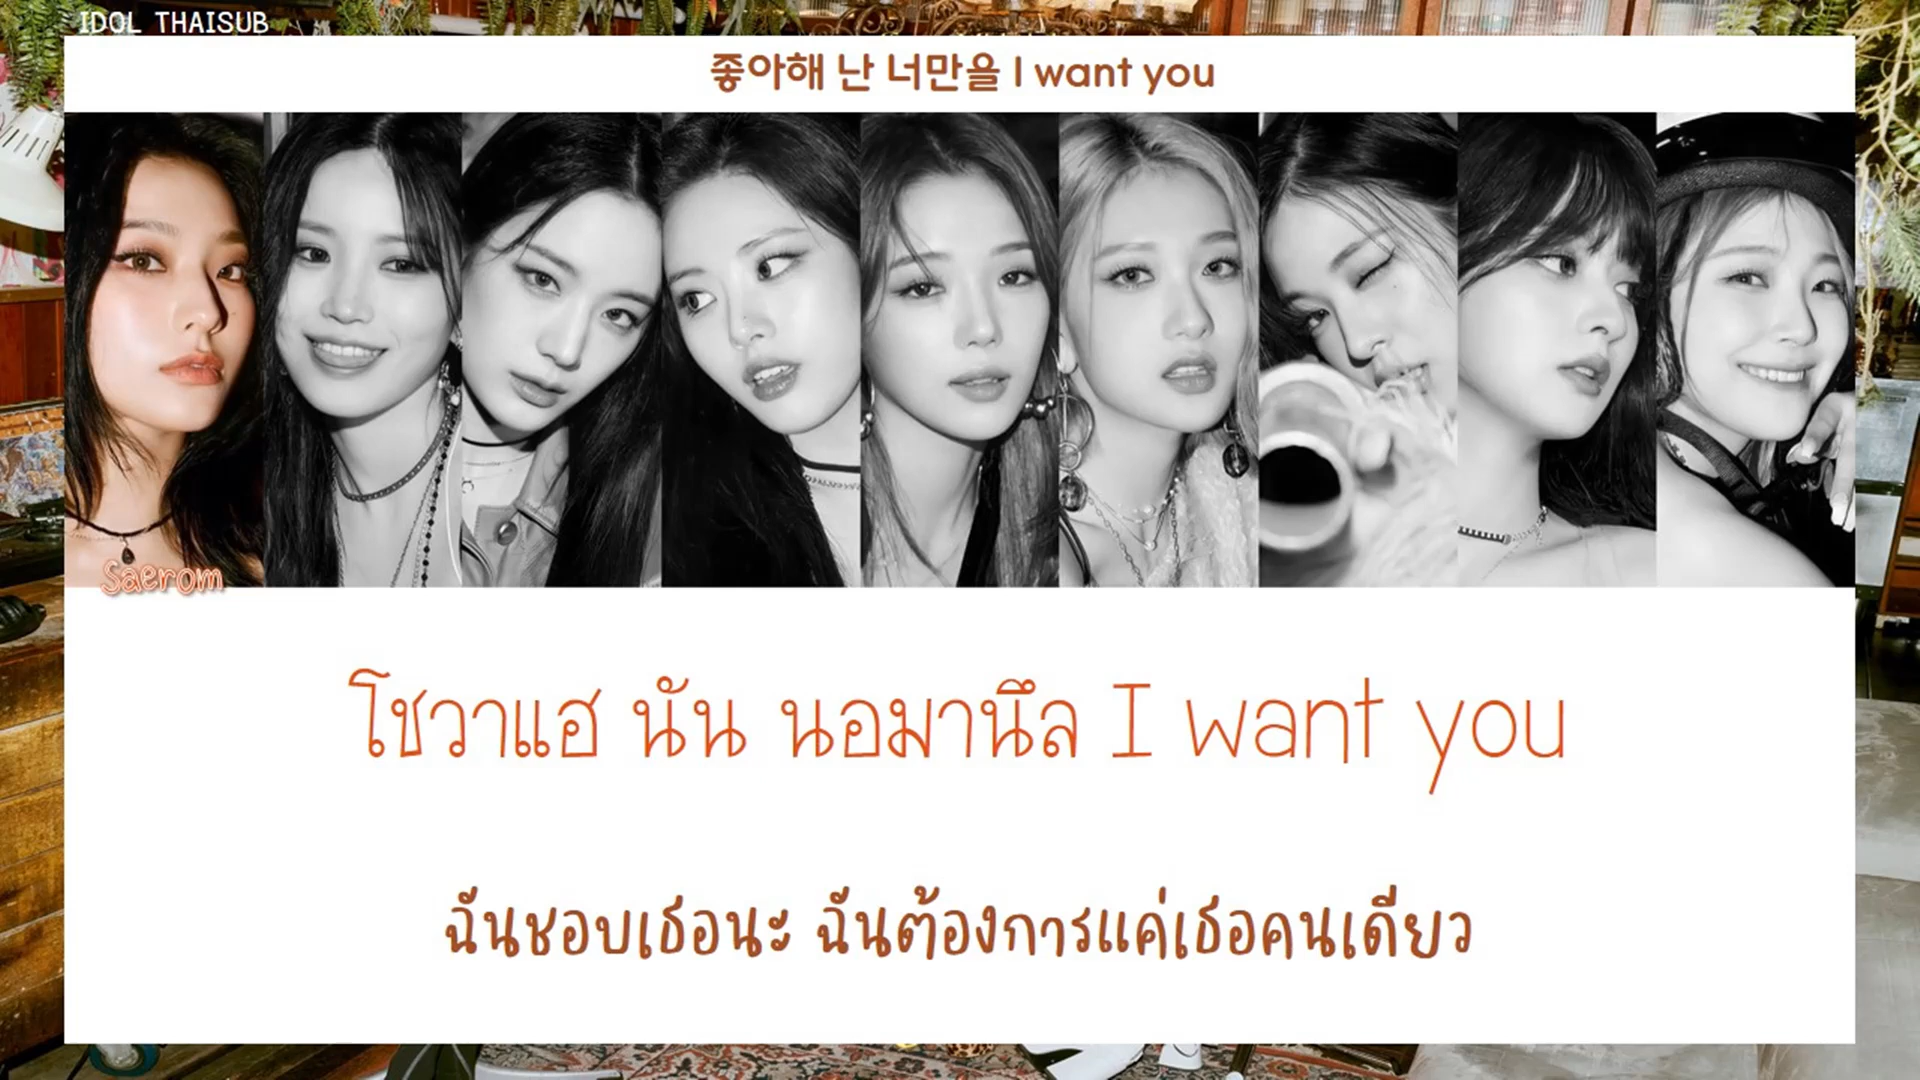 IDOL THAISUB
좋아해 난 너만을 I want you
Saerom
โชวาแฮ นัน นอมานึล I want you
ฉันชอบเธอนะ ฉันต้องการแค่เธอคนเดียว